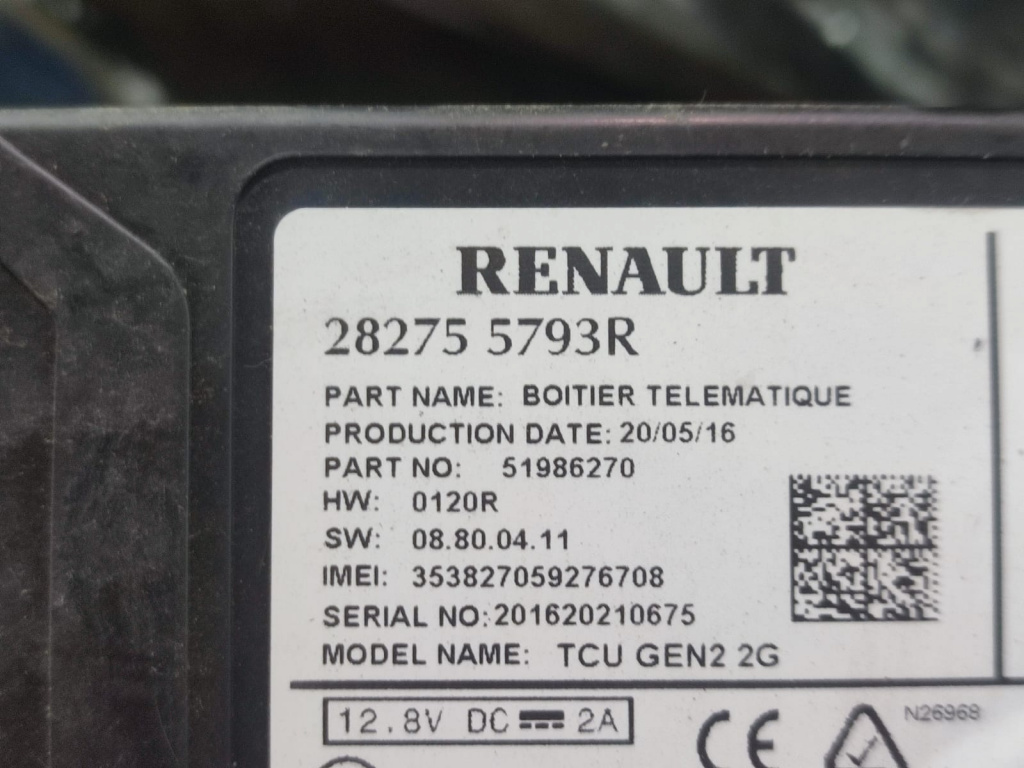 RENAULT
28275 5793R
PART NAME: BOITIER TELEMATIQUE
PRODUCTION DATE: 20/05/16
PART NO: 51986270
HW: 0120R
SW: 08.80.04.11
IMEI: 353827059276708
SERIAL NO: 201620210675
MODEL NAME: TCU GEN2 2G
12.8V DC 2A
CE
N26968